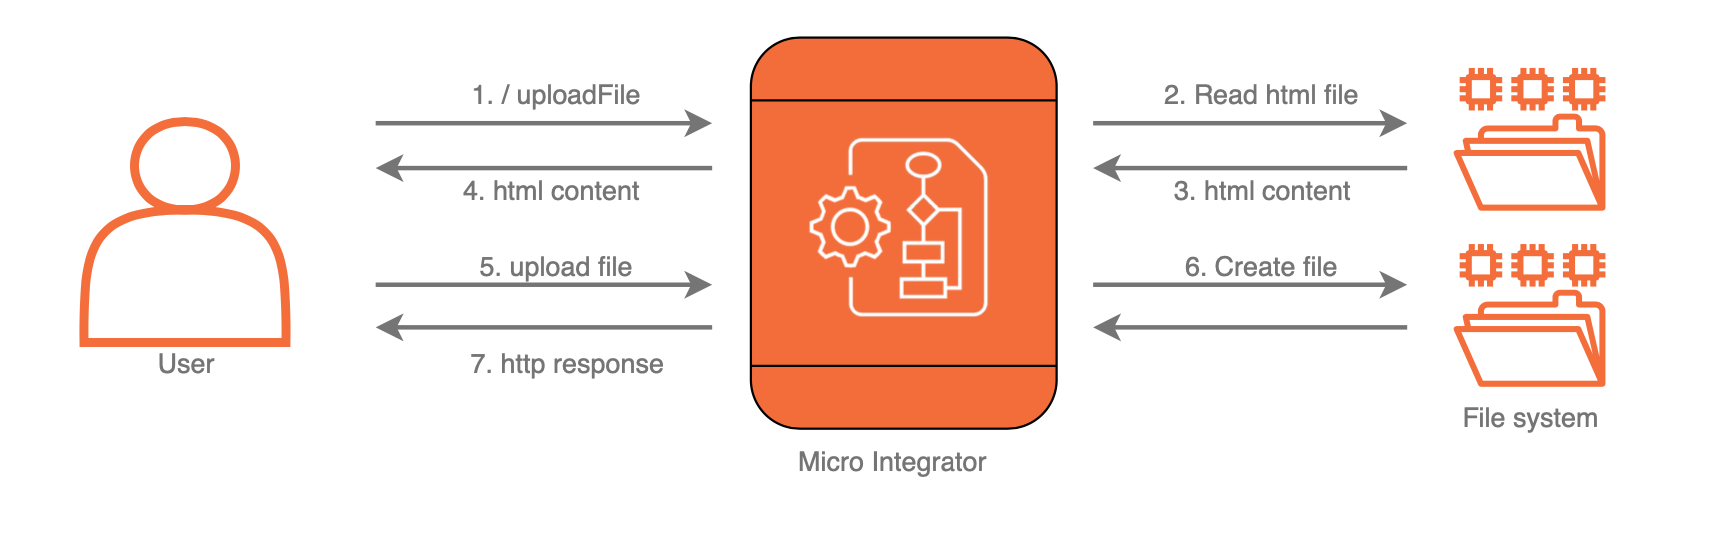 1. / uploadFile
2. Read html file
4. html content
3. html content
5. upload file
6. Create file
7. http response
User
File system
Micro Integrator